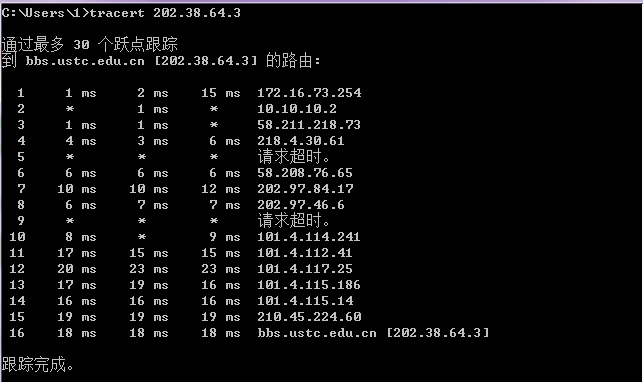 C:\Users\1>tracert 202.38.64.3
通过最多 30 个跃点跟踪
到 bbs.ustc.edu.cn [202.38.64.3] 的路由:
1 1 ms 2 ms 15 ms 172.16.73.254
2 * 1 ms * 10.10.10.2
3 1 ms 1 ms * 58.211.218.73
4 4 ms 3 ms 6 ms 218.4.30.61
5 * * * 请求超时。
6 6 ms 6 ms 6 ms 58.208.76.65
7 10 ms 10 ms 12 ms 202.97.84.17
8 6 ms 7 ms 7 ms 202.97.46.6
9 * * * 请求超时。
10 8 ms * 9 ms 101.4.114.241
11 17 ms 15 ms 15 ms 101.4.112.41
12 20 ms 23 ms 23 ms 101.4.117.25
13 17 ms 19 ms 16 ms 101.4.115.186
14 16 ms 16 ms 16 ms 101.4.115.14
15 19 ms 19 ms 19 ms 210.45.224.60
16 18 ms 18 ms 18 ms bbs.ustc.edu.cn [202.38.64.3]
跟踪完成。